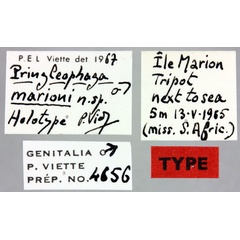 P.E.L Viette det 1967
Pringleophaga ♂
marioni n.sp.
Holotype P. Viette
Île Marion
Tripot
next to sea
5m 13-V-1965
(miss. S. Afric.)
GENITALIA ♂
P. VIETTE
PRÉP. NO. 4656
TYPE